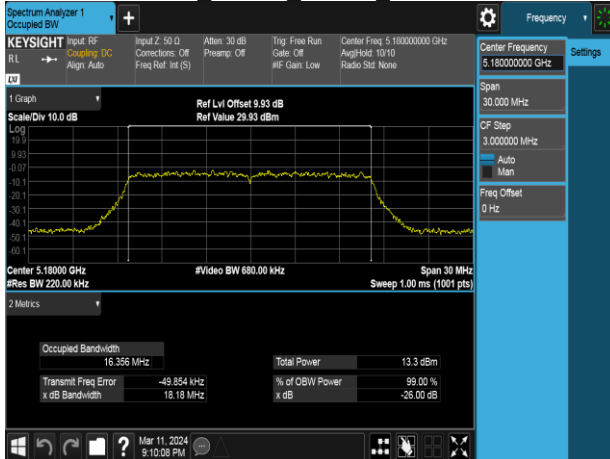 Spectrum Analyzer 1
Occupied BW
+
Frequency
KEYSIGHT
Input: RF
Coupling: DC
Align: Auto
Input Z: 50 Ω
Corrections: Off
Freq Ref: Int (S)
Atten: 30 dB
Preamp: Off
Trig: Free Run
Gate: Off
#IF Gain: Low
Center Freq: 5.180000000 GHz
Avg|Hold: 10/10
Radio Std: None
R L
LXI
Center Frequency
5.180000000 GHz
Settings
Span
30.000 MHz
CF Step
3.000000 MHz
Auto
Man
Freq Offset
0 Hz
1 Graph
Ref Lvl Offset 9.93 dB
Scale/Div 10.0 dB
Ref Value 29.93 dBm
Log
19.9
9.93
-0.07
-10.1
-20.1
-30.1
-40.1
-50.1
-60.1
Center 5.18000 GHz
#Video BW 680.00 kHz
Span 30 MHz
#Res BW 220.00 kHz
Sweep 1.00 ms (1001 pts)
2 Metrics
Occupied Bandwidth
16.356 MHz
Total Power
13.3 dBm
Transmit Freq Error
-49.854 kHz
% of OBW Power
99.00 %
x dB Bandwidth
18.18 MHz
x dB
-26.00 dB
?
Mar 11, 2024
9:10:08 PM